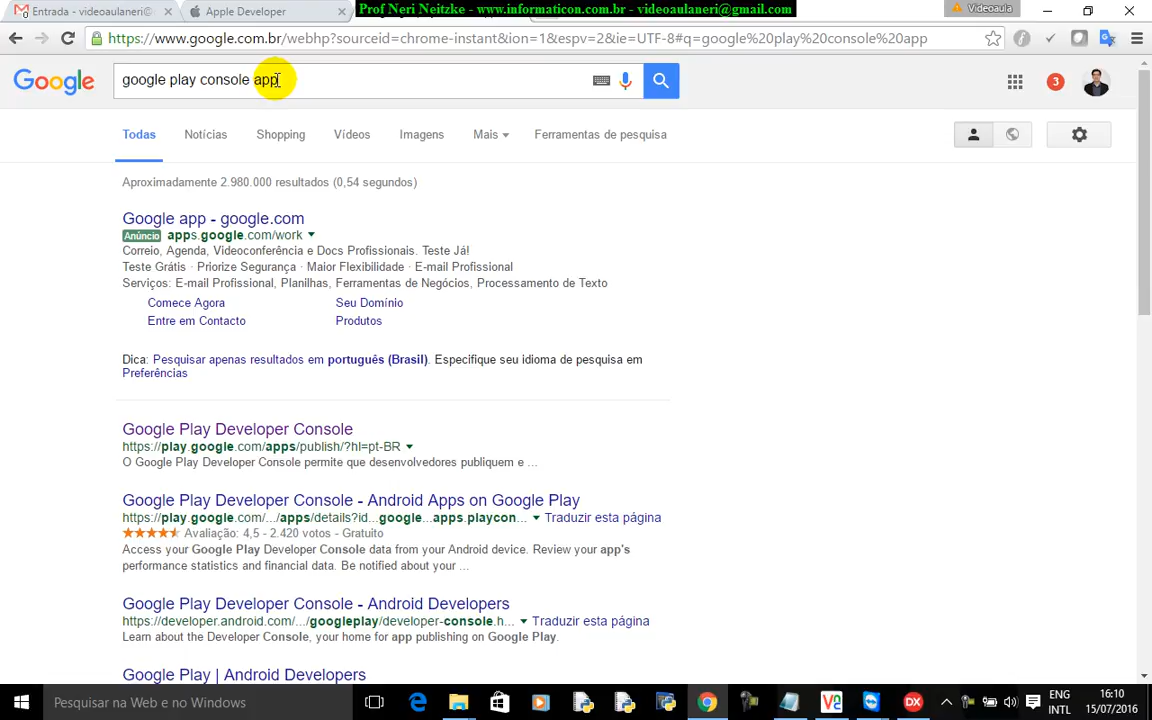 Prof Neri Neitzke - www.informaticon.com.br - videoaulaneri@gmail.com
Entrada - videoaulaneri@
Apple Developer
Videoaula
https://www.google.com.br/webhp?sourceid=chrome-instant&ion=1&espv=2&ie=UTF-8#q=google%20play%20console%20app
Google
google play console app
3
Todas Notícias Shopping Vídeos Imagens Mais Ferramentas de pesquisa
Aproximadamente 2.980.000 resultados (0,54 segundos)
Google app - google.com
Anúncio apps.google.com/work
Correio, Agenda, Videoconferência e Docs Profissionais. Teste Já!
Teste Grátis · Priorize Segurança · Maior Flexibilidade · E-mail Profissional
Serviços: E-mail Profissional, Planilhas, Ferramentas de Negócios, Processamento de Texto
Comece Agora Seu Domínio
Entre em Contacto Produtos
Dica: Pesquisar apenas resultados em português (Brasil). Especifique seu idioma de pesquisa em
Preferências
Google Play Developer Console
https://play.google.com/apps/publish/?hl=pt-BR
O Google Play Developer Console permite que desenvolvedores publiquem e ...
Google Play Developer Console - Android Apps on Google Play
https://play.google.com/.../apps/details?id...google...apps.playcon... Traduzir esta página
Avaliação: 4,5 - 2.420 votos - Gratuito
Access your Google Play Developer Console data from your Android device. Review your app's
performance statistics and financial data. Be notified about your ...
Google Play Developer Console - Android Developers
https://developer.android.com/.../googleplay/developer-console.h... Traduzir esta página
Learn about the Developer Console, your home for app publishing on Google Play.
Google Play | Android Developers
Pesquisar na Web e no Windows
ENG
INTL
16:10
15/07/2016